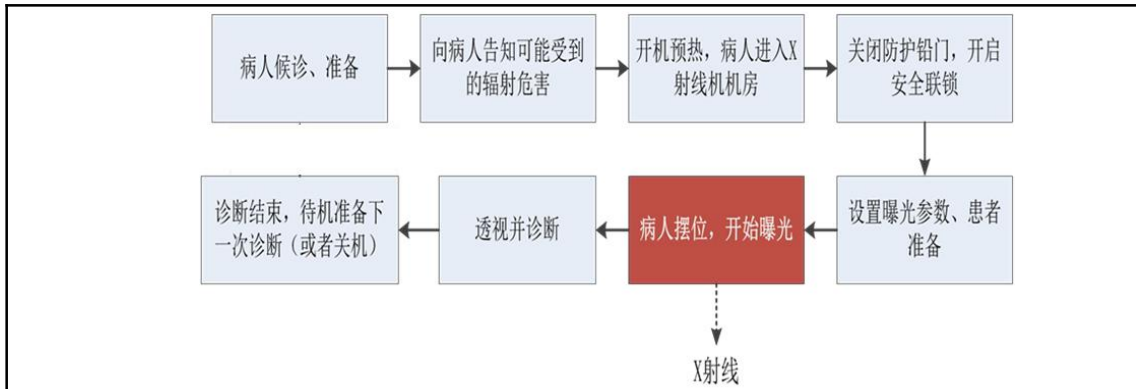 病人候诊、准备
向病人告知可能受到
的辐射危害
开机预热，病人进入X
射线机机房
关闭防护铅门，开启
安全联锁
设置曝光参数、患者
准备
病人摆位，开始曝光
透视并诊断
诊断结束，待机准备下
一次诊断（或者关机）
X射线